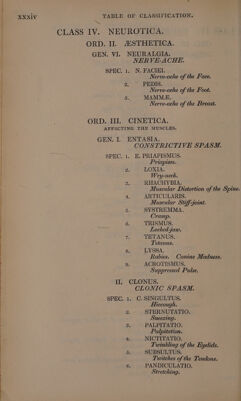 xxxiv TABLE OF CLASSIFICATION.
CLASS IV. NEUROTICA.
ORD. II. ÆSTHETICA.
GEN. VI. NEURALGIA.
NERVE-ACHE.
SPEC. 1. N. FACIEI.
Nerve-ache of the Face.
2. PEDIS.
Nerve-ache of the Foot.
3. MAMMÆ.
Nerve-ache of the Breast.
ORD. III. CINETICA.
AFFECTING THE MUSCLES.
GEN. I. ENTASIA.
CONSTRICTIVE SPASM.
SPEC. 1. E. PRIAPISMUS.
Priapism.
2. LOXIA.
Wry-neck.
3. RHACHYBIA.
Muscular Distortion of the Spine.
4. ARTICULARIS.
Muscular Stiff-joint.
5. SYSTREMMA.
Cramp.
6. TRISMUS.
Locked-jaw.
7. TETANUS.
Tetanus.
8. LYSSA.
Rabies. Canine Madness.
9. ACROTISMUS.
Suppressed Pulse.
II. CLONUS.
CLONIC SPASM.
SPEC. 1. C. SINGULTUS.
Hiccough.
2. STERNUTATIO.
Sneezing.
3. PALPITATIO.
Palpitation.
4. NICTITATIO.
Twinkling of the Eyelids.
5. SUBSULTUS.
Twitches of the Tendons.
6. PANDICULATIO.
Stretching.